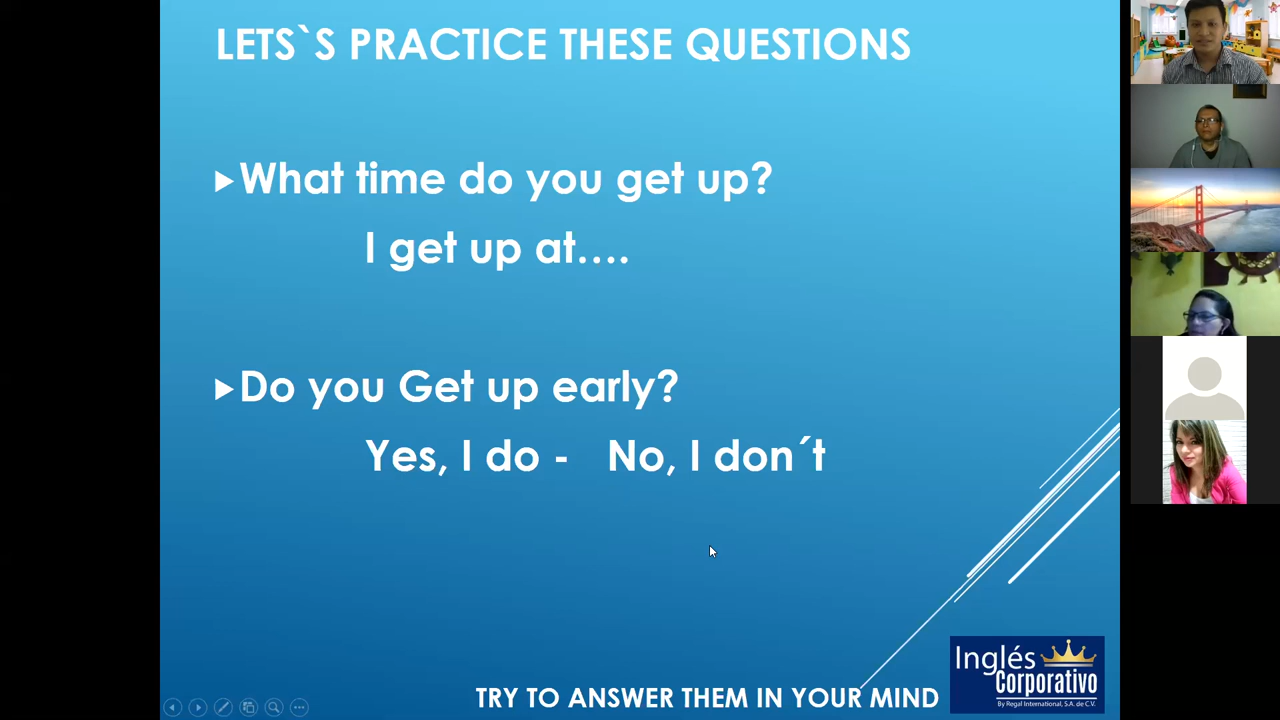 LETS`S PRACTICE THESE QUESTIONS
What time do you get up?
I get up at....
Do you Get up early?
Yes, I do - No, I don´t
TRY TO ANSWER THEM IN YOUR MIND
Inglés
Corporativo
By Regal International, S.A. de C.V.